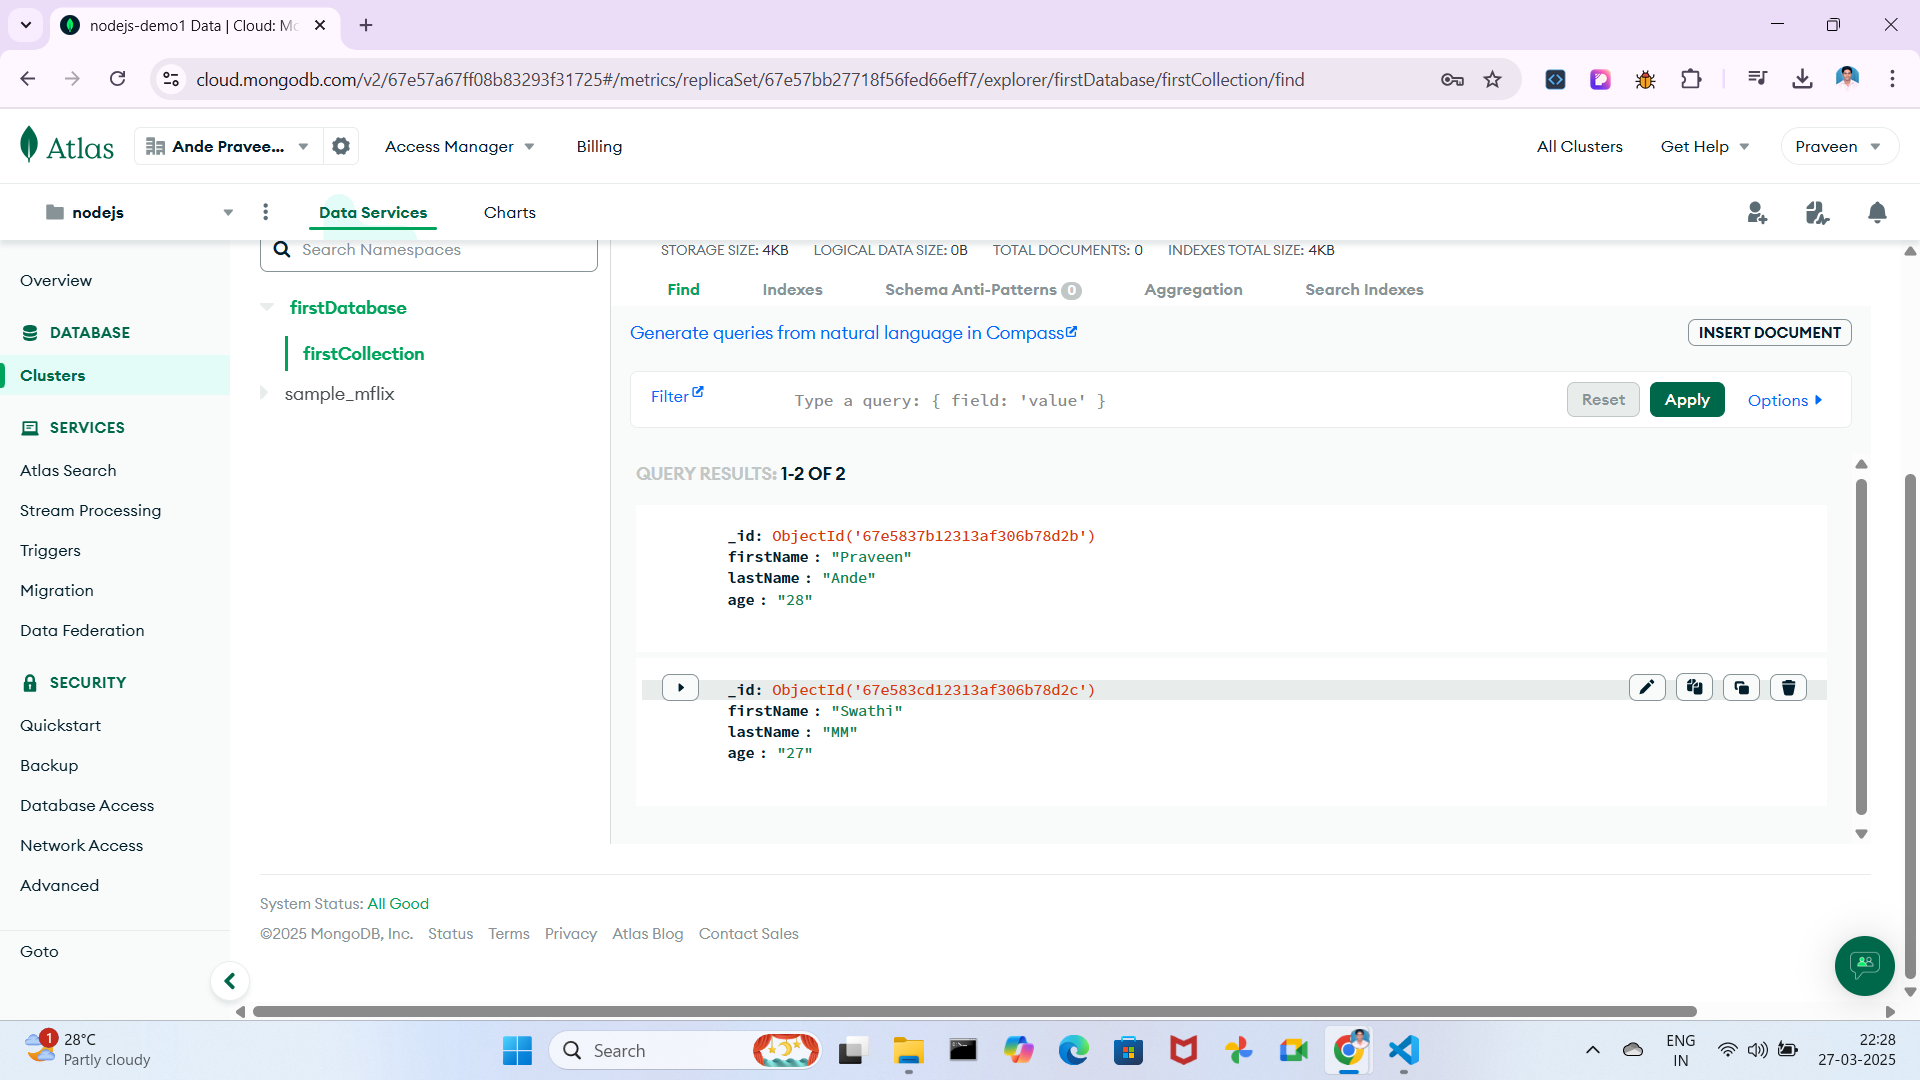 nodejs-demo1 Data | Cloud: Mo
cloud.mongodb.com/v2/67e57a67ff08b83293f31725#/metrics/replicaSet/67e57bb27718f56fed66eff7/explorer/firstDatabase/firstCollection/find
Atlas
Ande Pravee...
Access Manager
Billing
All Clusters
Get Help
Praveen
nodejs
Data Services
Charts
Overview
DATABASE
Clusters
SERVICES
Atlas Search
Stream Processing
Triggers
Migration
Data Federation
SECURITY
Quickstart
Backup
Database Access
Network Access
Advanced
Goto
Search Namespaces
firstDatabase
firstCollection
sample_mflix
STORAGE SIZE: 4KB LOGICAL DATA SIZE: 0B TOTAL DOCUMENTS: 0 INDEXES TOTAL SIZE: 4KB
Find Indexes Schema Anti-Patterns 0 Aggregation Search Indexes
Generate queries from natural language in Compass
INSERT DOCUMENT
Filter
Type a query: { field: 'value' }
Reset
Apply
Options
QUERY RESULTS: 1-2 OF 2
_id: ObjectId('67e5837b12313af306b78d2b')
firstName : "Praveen"
lastName : "Ande"
age : "28"
_id: ObjectId('67e583cd12313af306b78d2c')
firstName : "Swathi"
lastName : "MM"
age : "27"
System Status: All Good
©2025 MongoDB, Inc. Status Terms Privacy Atlas Blog Contact Sales
1
28°C
Partly cloudy
Search
ENG
IN
22:28
27-03-2025